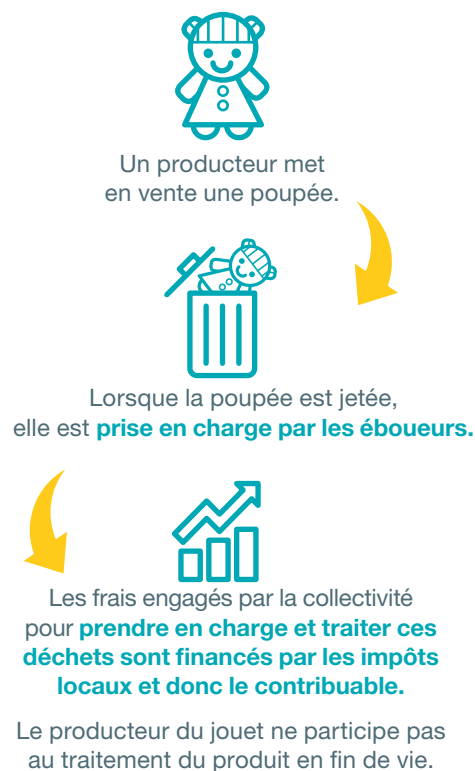 Un producteur met
en vente une poupée.
Lorsque la poupée est jetée,
elle est prise en charge par les éboueurs.
Les frais engagés par la collectivité
pour prendre en charge et traiter ces
déchets sont financés par les impôts
locaux et donc le contribuable.
Le producteur du jouet ne participe pas
au traitement du produit en fin de vie.